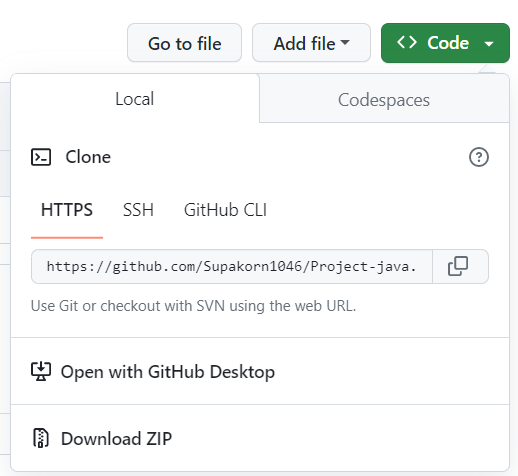 Go to file Add file Code
Local Codespaces
Clone
HTTPS SSH GitHub CLI
https://github.com/Supakorn1046/Project-java.
Use Git or checkout with SVN using the web URL.
Open with GitHub Desktop
Download ZIP